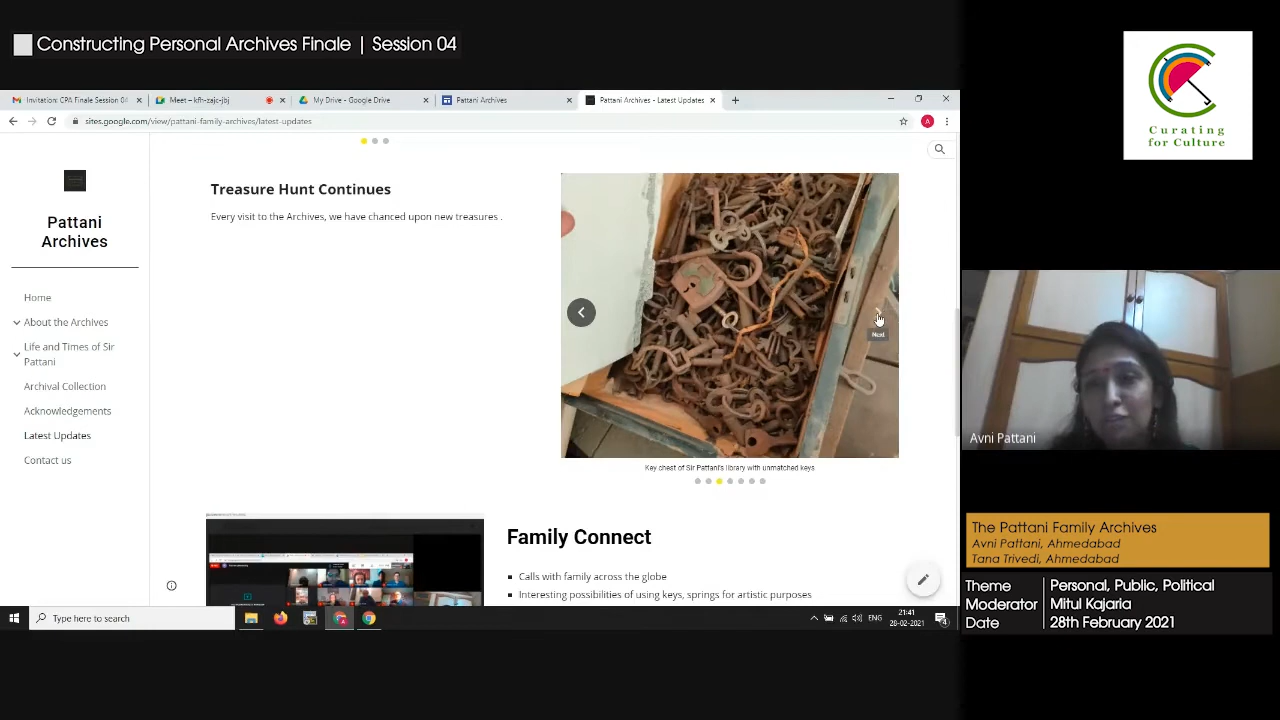 Constructing Personal Archives Finale | Session 04
Invitation: CPA Finale Session 04
Meet – kfh-zajc-jbj
My Drive - Google Drive
Pattani Archives
Pattani Archives - Latest Updates
sites.google.com/view/pattani-family-archives/latest-updates
A
Pattani
Archives
Home
About the Archives
Life and Times of Sir
Pattani
Archival Collection
Acknowledgements
Latest Updates
Contact us
Treasure Hunt Continues
Every visit to the Archives, we have chanced upon new treasures .
Next
Key chest of Sir Pattani's library with unmatched keys
Family Connect
Calls with family across the globe
Interesting possibilities of using keys, springs for artistic purposes
Type here to search
ENG
21:41
28-02-2021
4
Curating
for Culture
Avni Pattani
The Pattani Family Archives
Avni Pattani, Ahmedabad
Tana Trivedi, Ahmedabad
Theme Personal, Public, Political
Moderator Mitul Kajaria
Date 28th February 2021